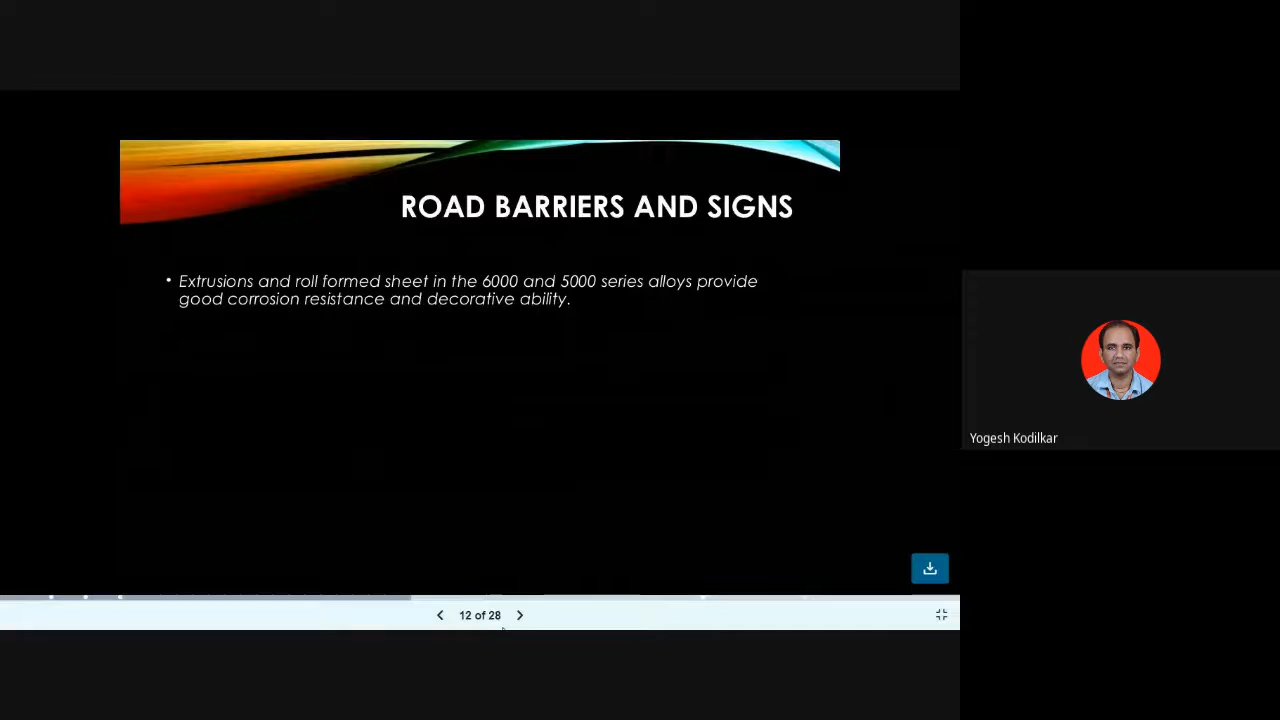 ROAD BARRIERS AND SIGNS
• Extrusions and roll formed sheet in the 6000 and 5000 series alloys provide
good corrosion resistance and decorative ability.
Yogesh Kodilkar
12 of 28